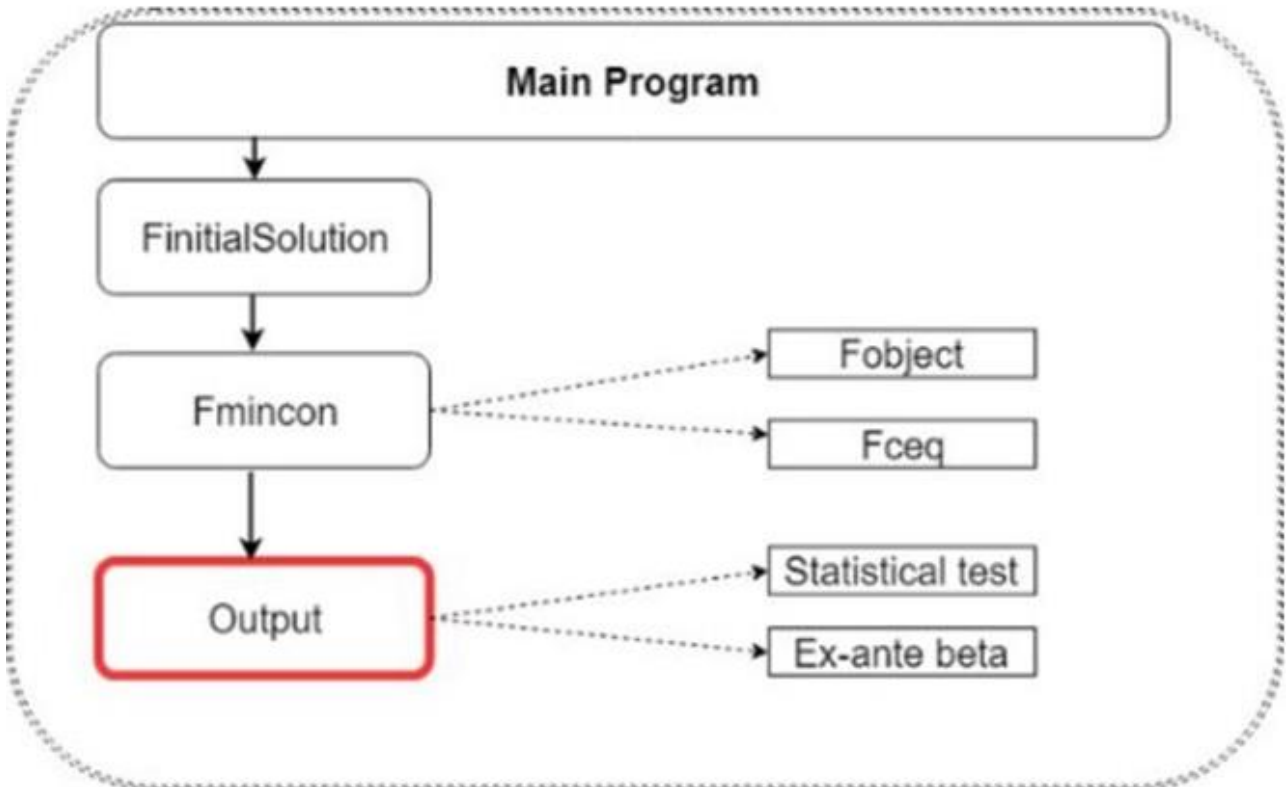 Main Program
FinitialSolution
Fmincon
Fobject
Fceq
Output
Statistical test
Ex-ante beta